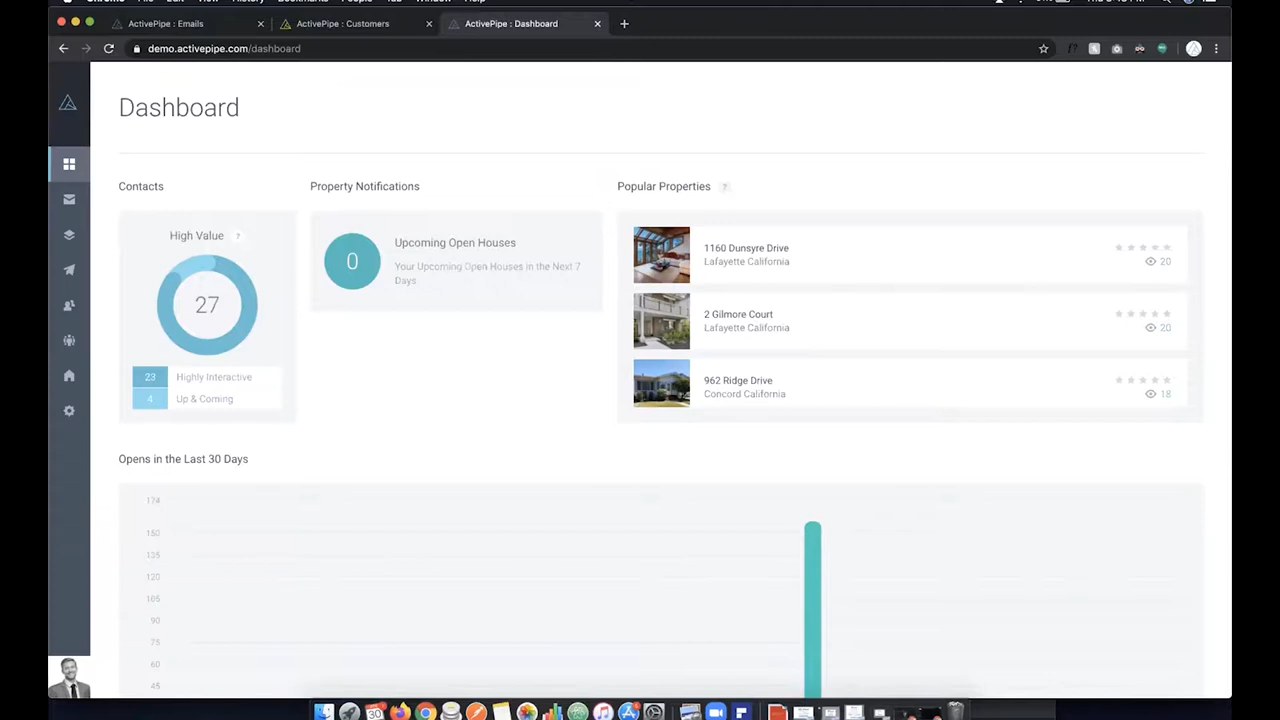 ActivePipe : Emails
ActivePipe : Customers
ActivePipe : Dashboard
demo.activepipe.com/dashboard
Dashboard
Contacts
Property Notifications
Popular Properties ?
High Value ?
27
23 Highly Interactive
4 Up & Coming
0
Upcoming Open Houses
Your Upcoming Open Houses in the Next 7
Days
1160 Dunsyre Drive
Lafayette California
20
2 Gilmore Court
Lafayette California
20
962 Ridge Drive
Concord California
18
Opens in the Last 30 Days
174
150
135
120
105
90
75
60
45
30